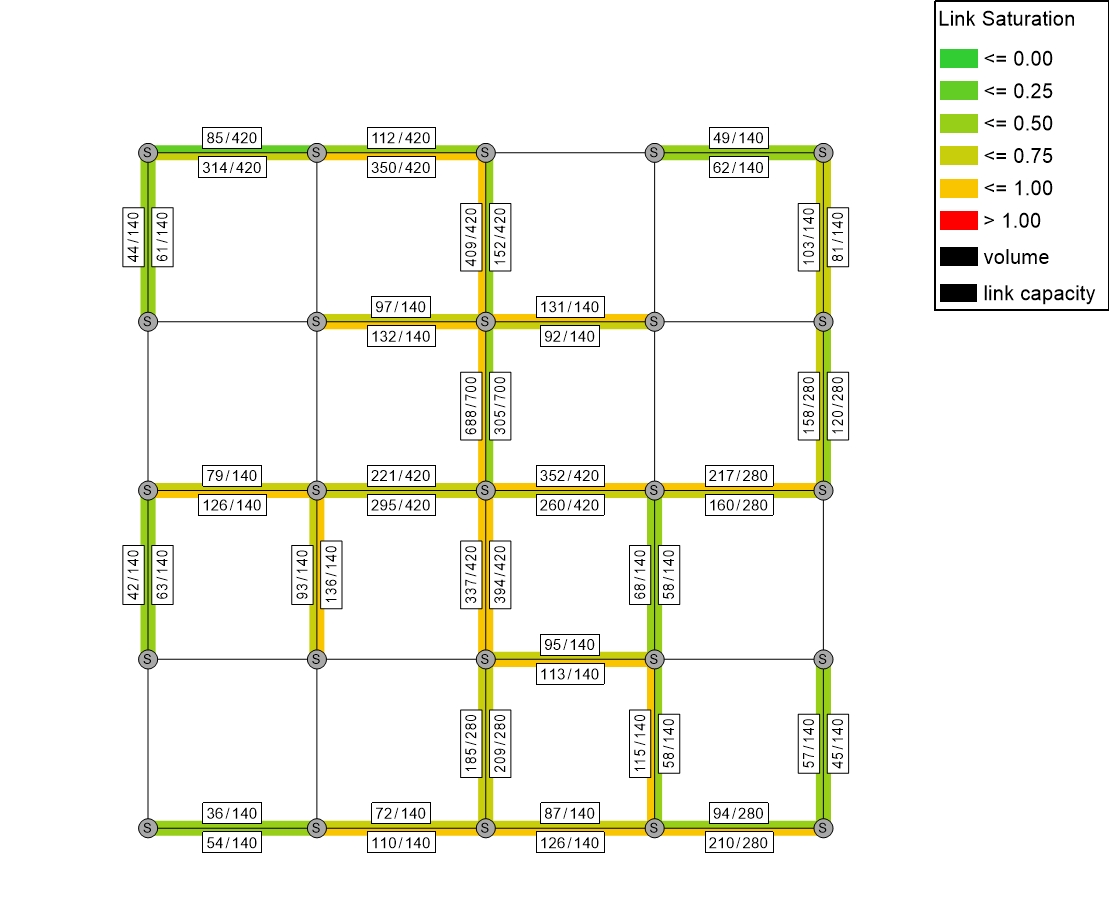 Link Saturation
<= 0.00
<= 0.25
<= 0.50
<= 0.75
<= 1.00
> 1.00
volume
link capacity
85/420 112/420 49/140
S S S S S
314/420 350/420 62/140
44/140 61/140 409/420 152/420 103/140 81/140
97/140 131/140
S S S S S
132/140 92/140
688/700 305/700 158/280 120/280
79/140 221/420 352/420 217/280
S S S S S
126/140 295/420 260/420 160/280
42/140 63/140 93/140 136/140 337/420 394/420 68/140 58/140
95/140
S S S S S
113/140
185/280 209/280 115/140 58/140 57/140 45/140
36/140 72/140 87/140 94/280
S S S S S
54/140 110/140 126/140 210/280